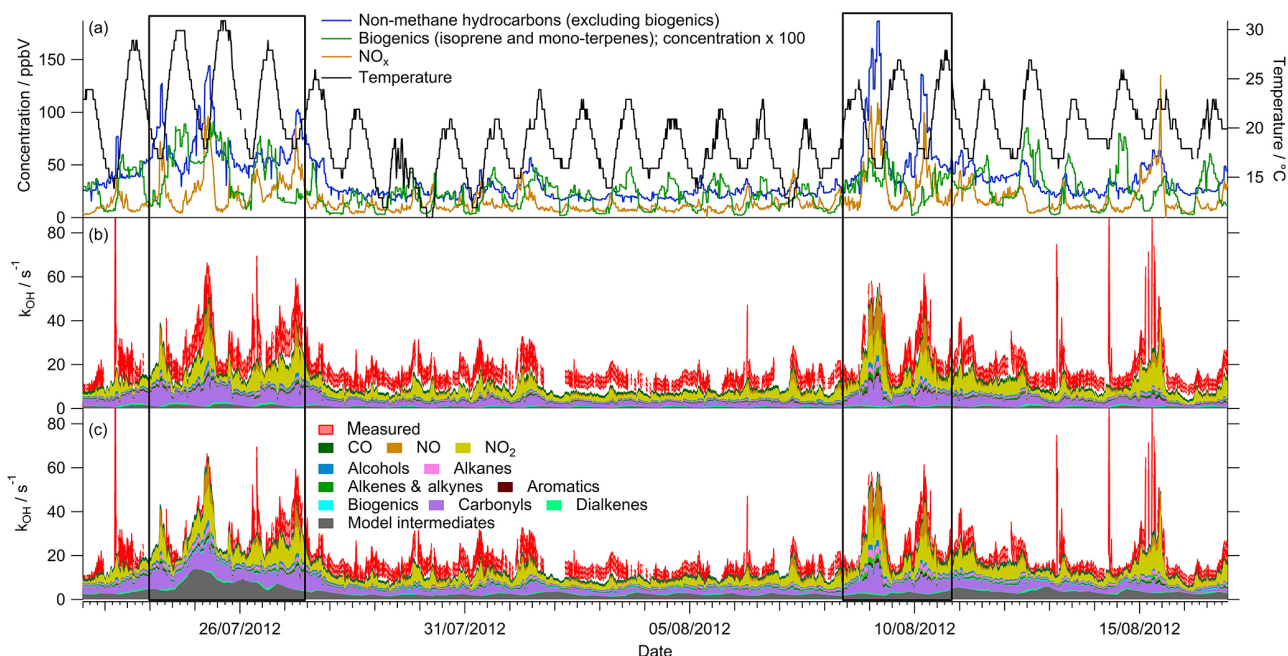 (a)
Non-methane hydrocarbons (excluding biogenics)
Biogenics (isoprene and mono-terpenes); concentration x 100
NOx
Temperature
Concentration / ppbV
150
100
50
0
30
25
20
15
Temperature / °C
(b)
kOH / s-1
80
60
40
20
0
(c)
kOH / s-1
80
60
40
20
0
Measured
CO NO NO2
Alcohols Alkanes
Alkenes & alkynes Aromatics
Biogenics Carbonyls Dialkenes
Model intermediates
26/07/2012 31/07/2012 05/08/2012 10/08/2012 15/08/2012
Date